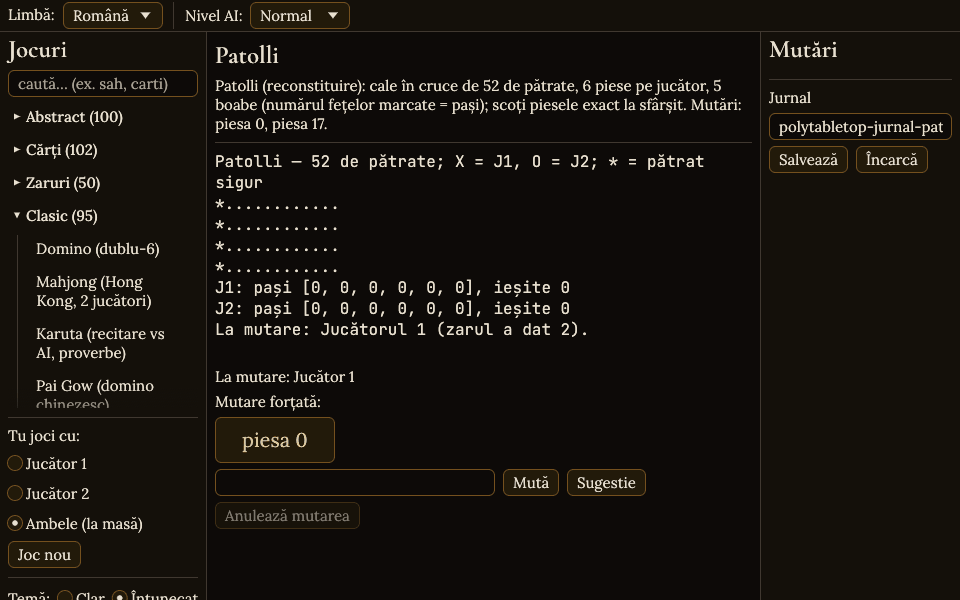 Limbă: Română Nivel AI: Normal
Jocuri
caută... (ex. sah, carti)
Abstract (100)
Cărți (102)
Zaruri (50)
Clasic (95)
Domino (dublu-6)
Mahjong (Hong
Kong, 2 jucători)
Karuta (recitare vs
AI, proverbe)
Pai Gow (domino
chinezesc)
Tu joci cu:
Jucător 1
Jucător 2
Ambele (la masă)
Joc nou
Temă: Clar Întunecat
Patolli
Patolli (reconstituire): cale în cruce de 52 de pătrate, 6 piese pe jucător, 5
boabe (numărul fețelor marcate = pași); scoți piesele exact la sfârșit. Mutări:
piesa 0, piesa 17.
Patolli — 52 de pătrate; X = J1, O = J2; * = pătrat
sigur
*............
*............
*............
*............
J1: pași [0, 0, 0, 0, 0, 0], ieșite 0
J2: pași [0, 0, 0, 0, 0, 0], ieșite 0
La mutare: Jucătorul 1 (zarul a dat 2).
La mutare: Jucător 1
Mutare forțată:
piesa 0
Mută Sugestie
Anulează mutarea
Mutări
Jurnal
polytabletop-jurnal-pat
Salvează Încarcă